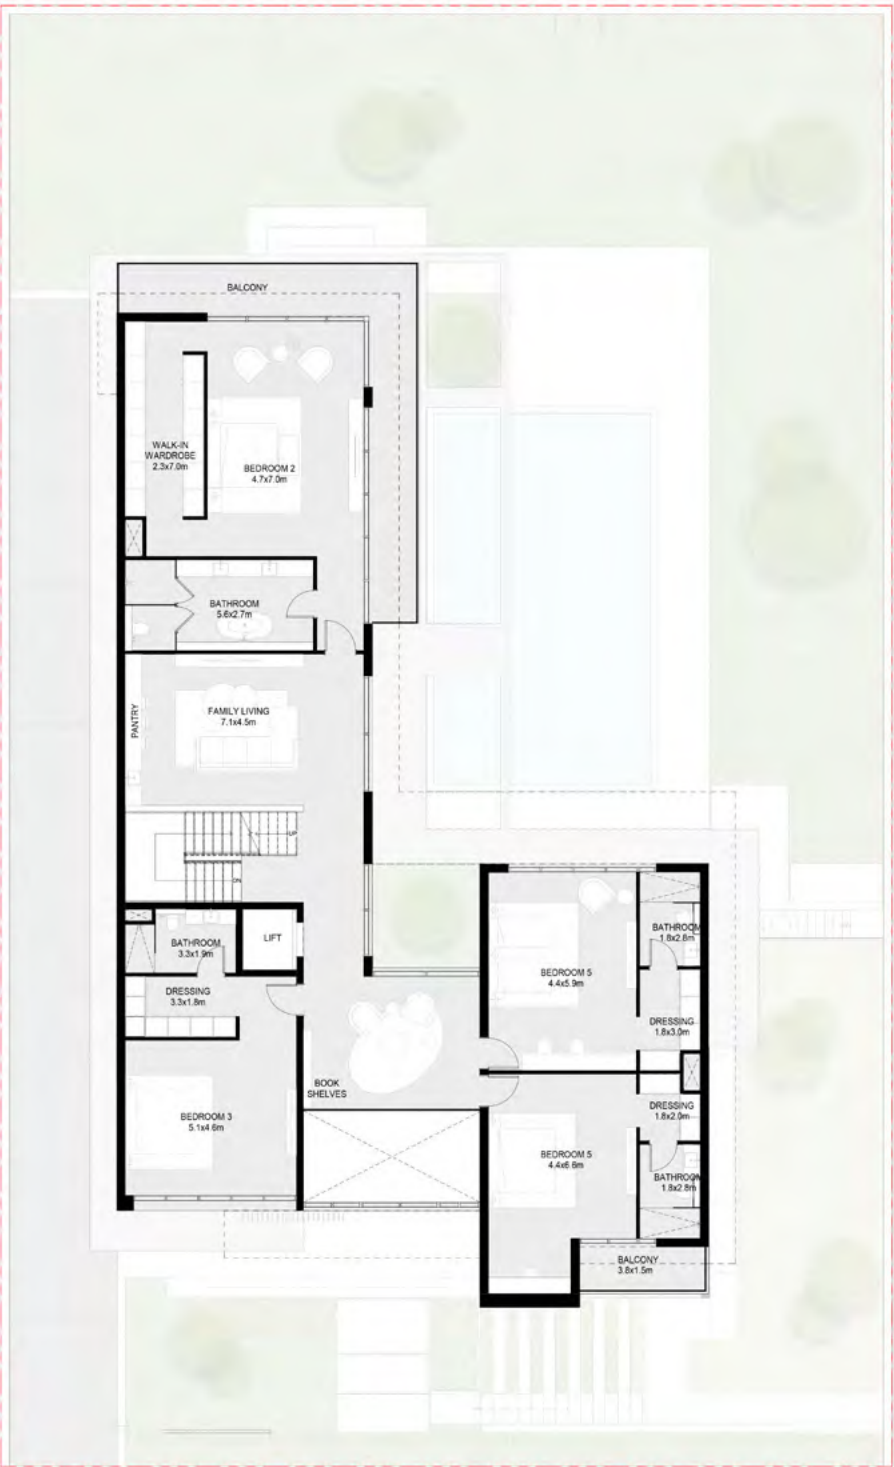 BALCONY
WALK-IN
WARDROBE
2.3x7.0m
BEDROOM 2
4.7x7.0m
BATHROOM
5.6x2.7m
PANTRY
FAMILY LIVING
7.1x4.5m
UP
DN
BATHROOM
3.3x1.9m
LIFT
DRESSING
3.3x1.8m
BEDROOM 5
4.4x5.9m
BATHROOM
1.8x2.8m
DRESSING
1.8x3.0m
BOOK
SHELVES
BEDROOM 3
5.1x4.6m
DRESSING
1.8x2.0m
BEDROOM 5
4.4x6.6m
BATHROOM
1.8x2.8m
BALCONY
3.8x1.5m